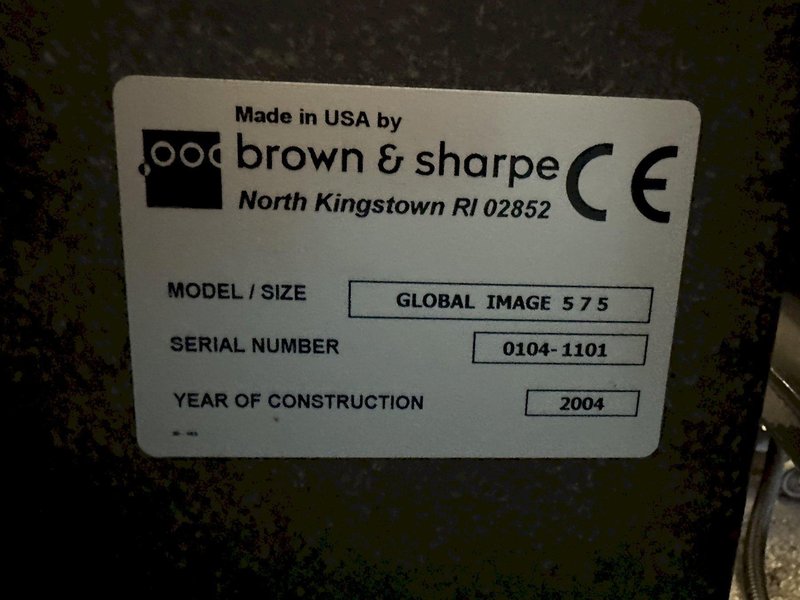 Made in USA by
brown & sharpe
CE
North Kingstown RI 02852
MODEL / SIZE GLOBAL IMAGE 5 7 5
SERIAL NUMBER 0104-1101
YEAR OF CONSTRUCTION 2004